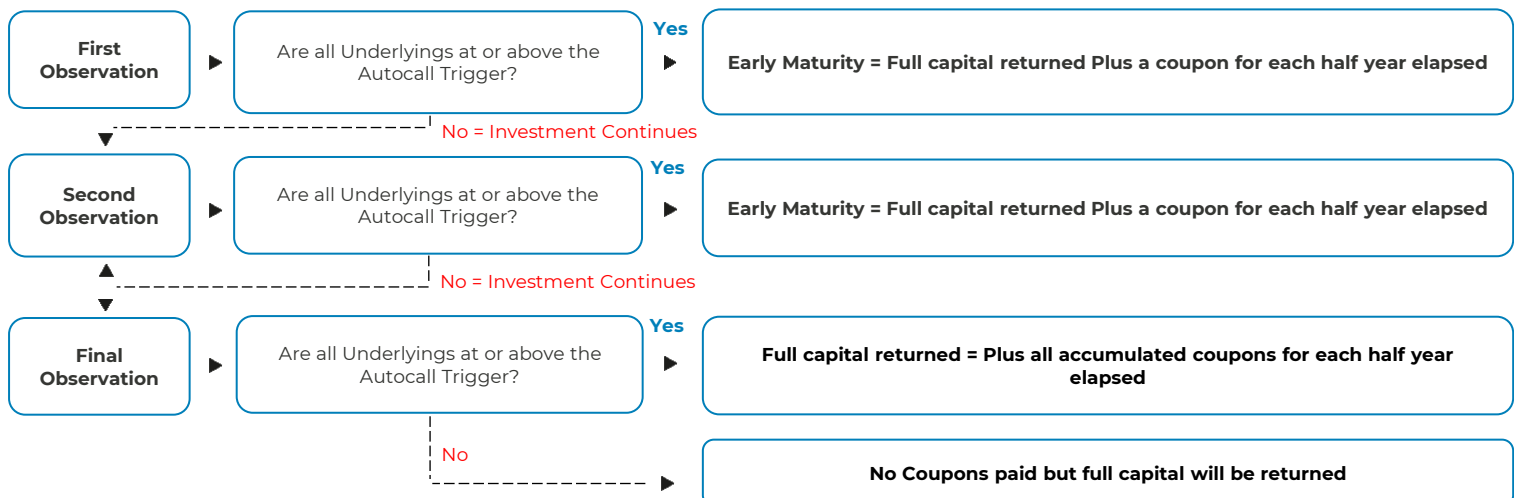 First
Observation
Are all Underlyings at or above the
Autocall Trigger?
Yes
Early Maturity = Full capital returned Plus a coupon for each half year elapsed
No = Investment Continues
Second
Observation
Are all Underlyings at or above the
Autocall Trigger?
Yes
Early Maturity = Full capital returned Plus a coupon for each half year elapsed
No = Investment Continues
Final
Observation
Are all Underlyings at or above the
Autocall Trigger?
Yes
Full capital returned = Plus all accumulated coupons for each half year
elapsed
No
No Coupons paid but full capital will be returned